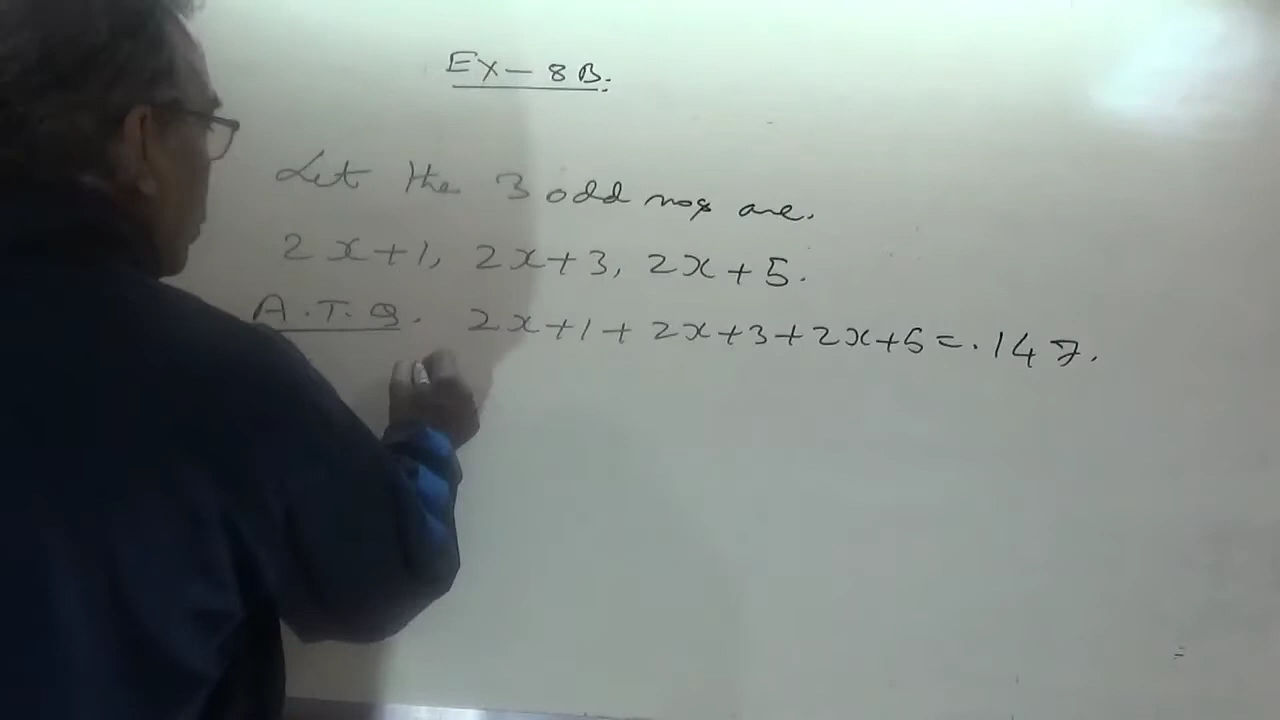 EX - 8B.
Let the 3 odd nos are.
2x+1, 2x+3, 2x+5.
A.T.Q. 2x+1+2x+3+2x+5=.147.